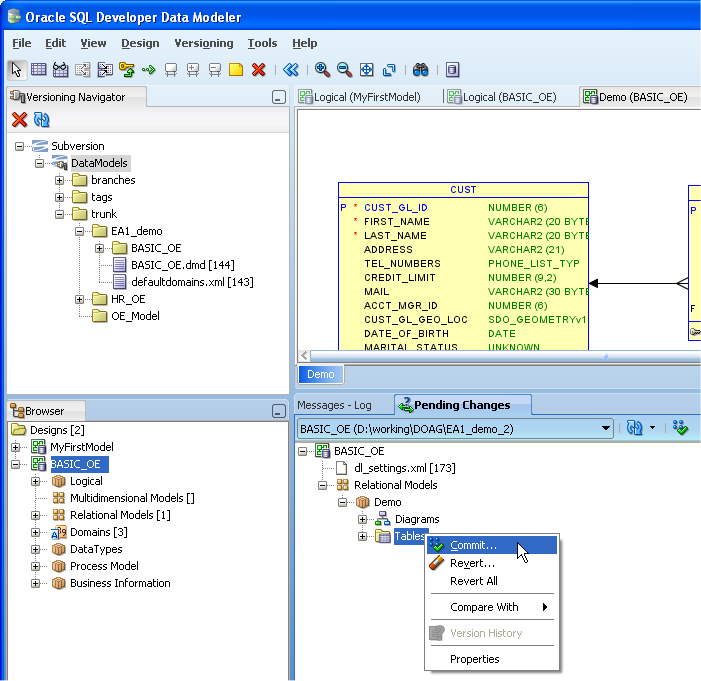 Oracle SQL Developer Data Modeler
File Edit View Design Versioning Tools Help
Versioning Navigator
Subversion
DataModels
branches
tags
trunk
EA1_demo
BASIC_OE
BASIC_OE.dmd [144]
defaultdomains.xml [143]
HR_OE
OE_Model
Logical (MyFirstModel) Logical (BASIC_OE) Demo (BASIC_OE)
CUST
P * CUST_GL_ID NUMBER (6)
* FIRST_NAME VARCHAR2 (20 BYTE
* LAST_NAME VARCHAR2 (20 BYTE
ADDRESS VARCHAR2 (21)
TEL_NUMBERS PHONE_LIST_TYP
CREDIT_LIMIT NUMBER (9,2)
MAIL VARCHAR2 (30 BYTE
ACCT_MGR_ID NUMBER (6)
CUST_GL_GEO_LOC SDO_GEOMETRYv1
DATE_OF_BIRTH DATE
MARITAL_STATUS UNKNOWN
P
F
Demo
Browser
Designs [2]
MyFirstModel
BASIC_OE
Logical
Multidimensional Models []
Relational Models [1]
Domains [3]
DataTypes
Process Model
Business Information
Messages - Log Pending Changes
BASIC_OE (D:\working\DOAG\EA1_demo_2)
BASIC_OE
dl_settings.xml [173]
Relational Models
Demo
Diagrams
Tables
Commit...
Revert...
Revert All
Compare With
Version History
Properties